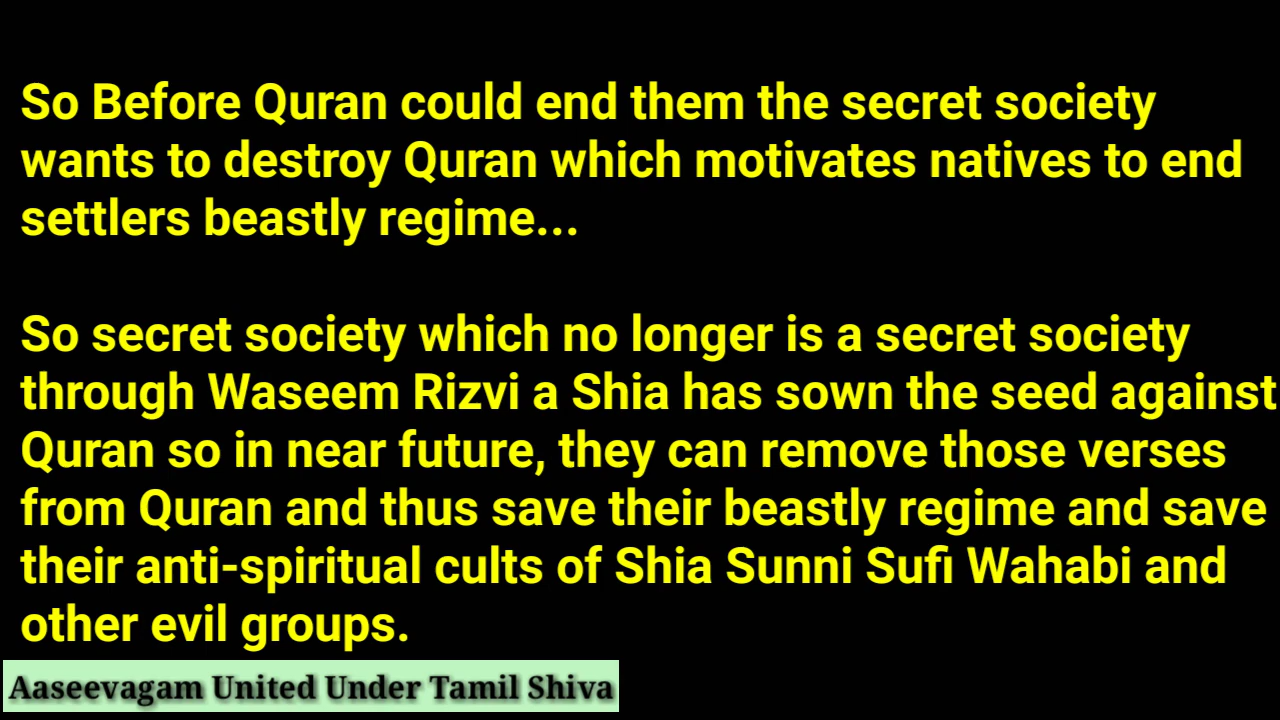 So Before Quran could end them the secret society
wants to destroy Quran which motivates natives to end
settlers beastly regime...
So secret society which no longer is a secret society
through Waseem Rizvi a Shia has sown the seed against
Quran so in near future, they can remove those verses
from Quran and thus save their beastly regime and save
their anti-spiritual cults of Shia Sunni Sufi Wahabi and
other evil groups.
Aaseevagam United Under Tamil Shiva